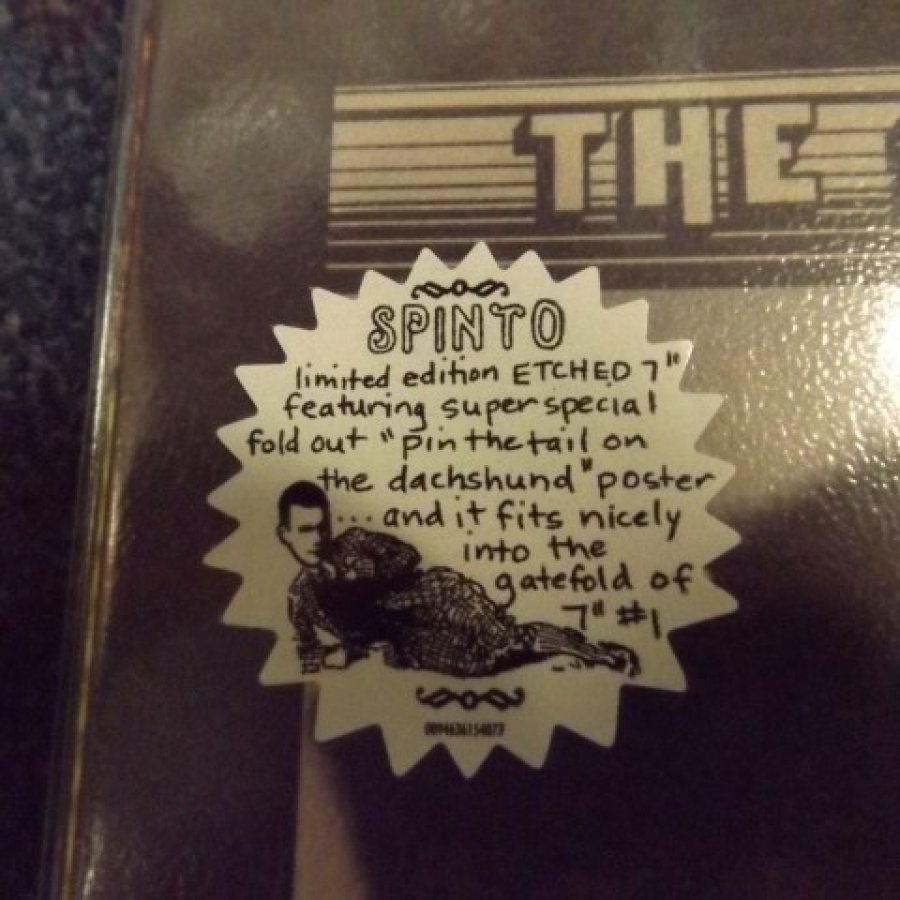 THE
SPINTO
limited edition ETCHED 7"
featuring super special
fold out "pin the tail on
the dachshund" poster
...and it fits nicely
into the
gatefold of
7" #1
0094636154077